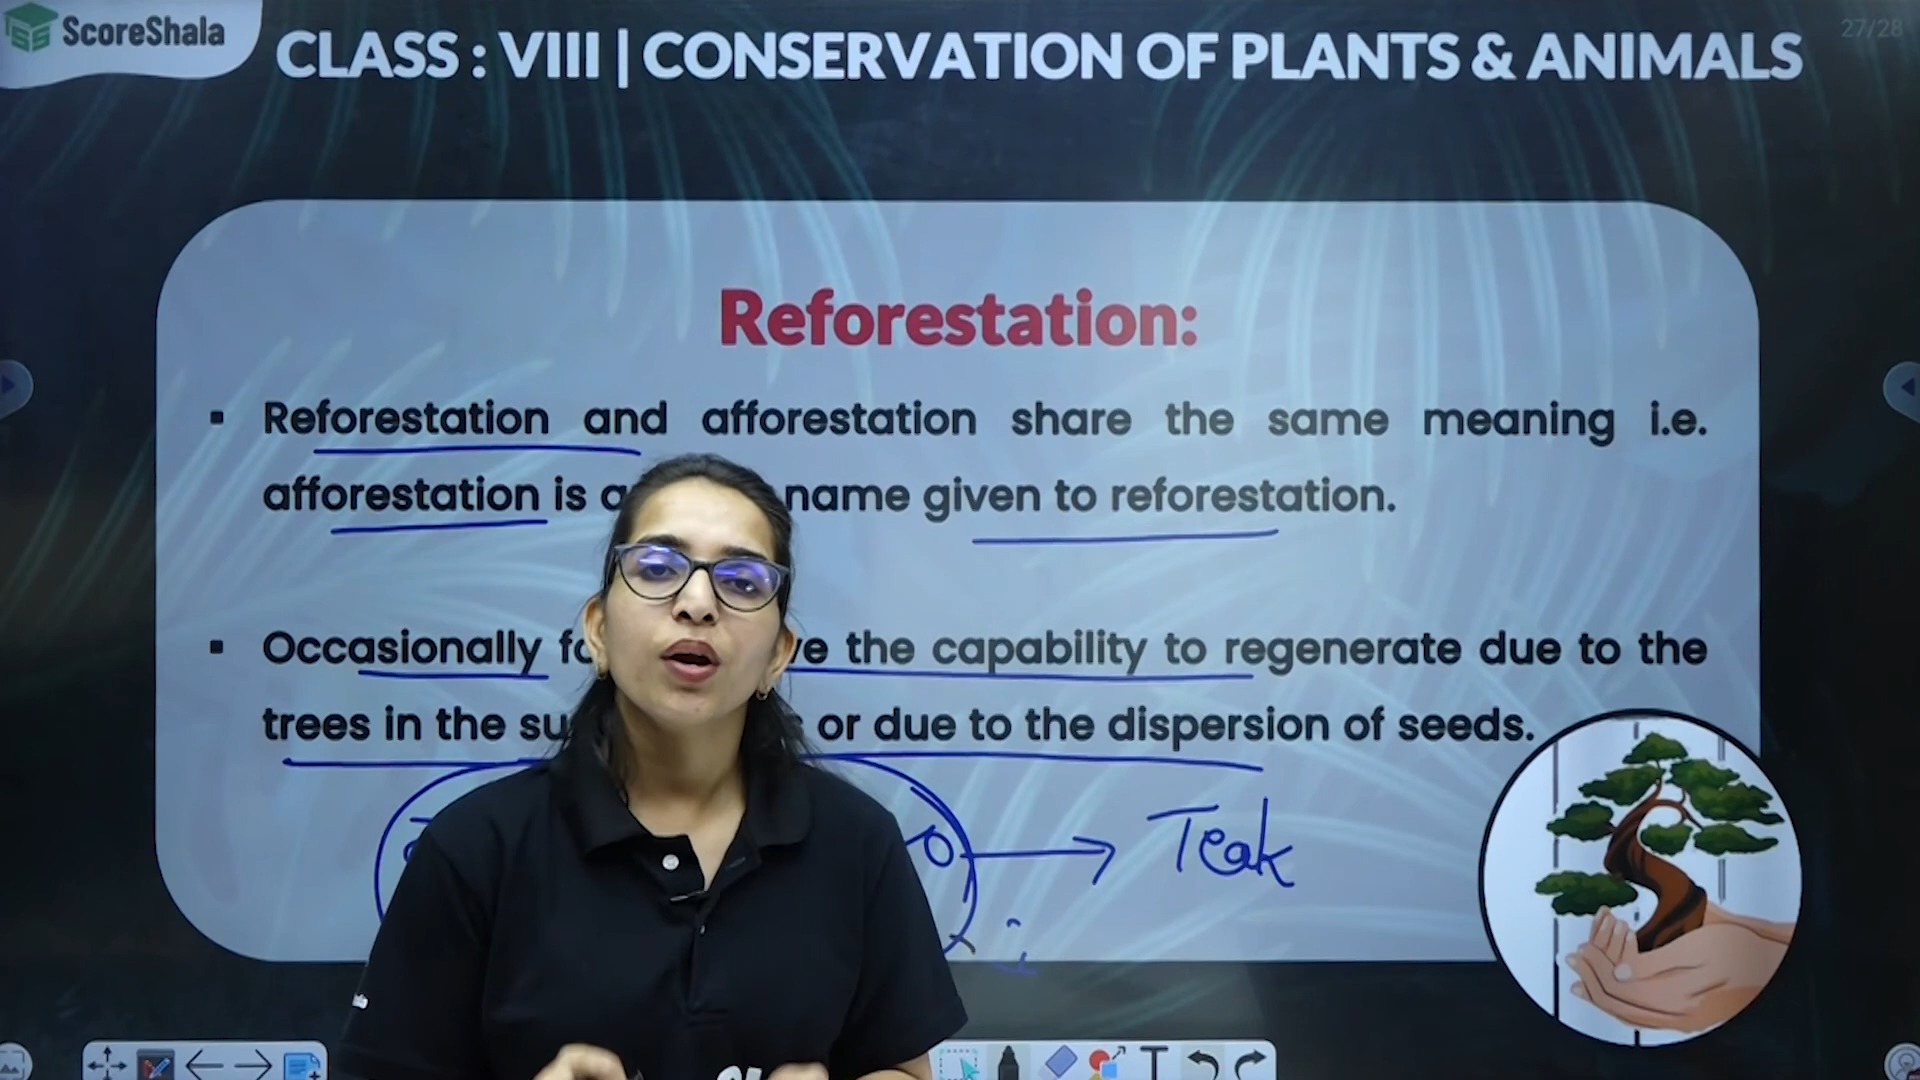 ScoreShala
CLASS : VIII | CONSERVATION OF PLANTS & ANIMALS
27/28
Reforestation:
▪ Reforestation and afforestation share the same meaning i.e.
afforestation is name given to reforestation.
▪ Occasionally the capability to regenerate due to the
trees in the or due to the dispersion of seeds.
Teak
T